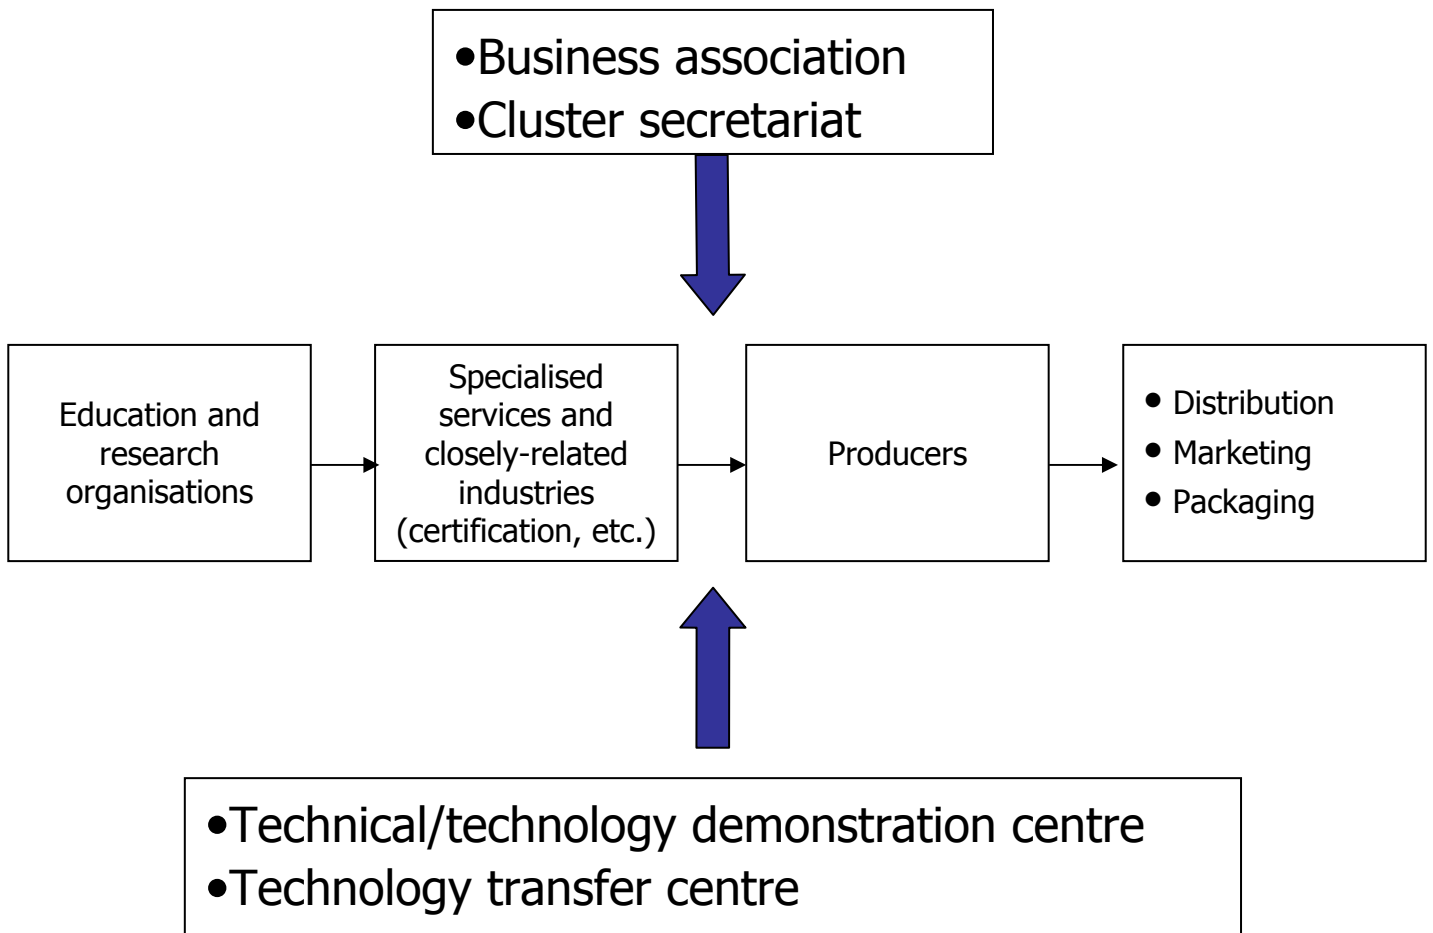 •Business association
•Cluster secretariat
Education and
research
organisations
Specialised
services and
closely-related
industries
(certification, etc.)
Producers
• Distribution
• Marketing
• Packaging
•Technical/technology demonstration centre
•Technology transfer centre